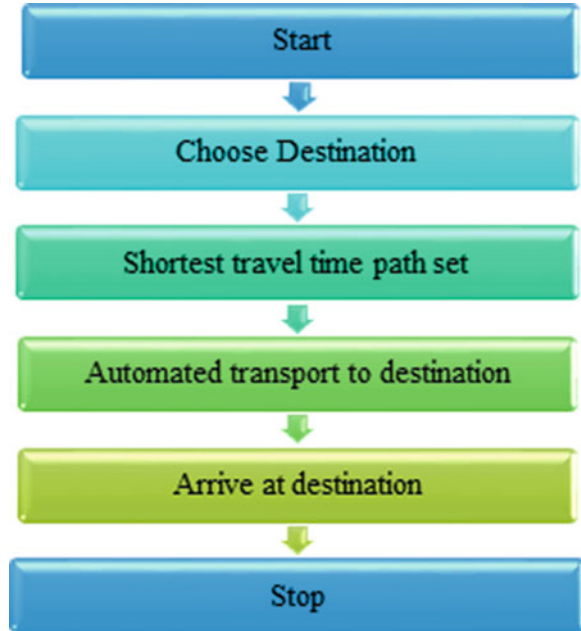 Start
Choose Destination
Shortest travel time path set
Automated transport to destination
Arrive at destination
Stop